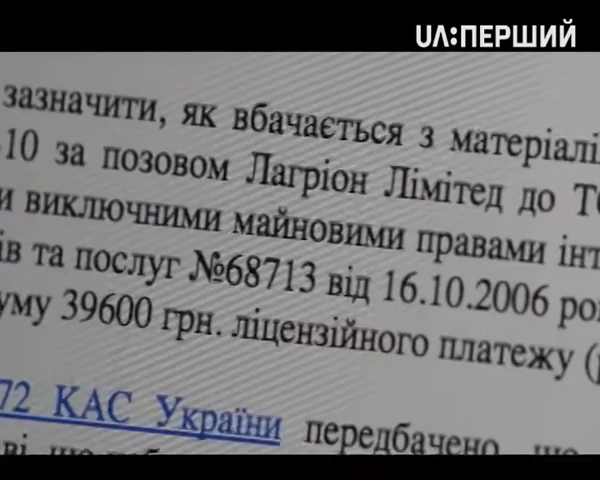 UA:ПЕРШИЙ
зазначити, як вбачається з матеріалі
10 за позовом Лагріон Лімітед до Т
и виключними майновими правами інт
ів та послуг №68713 від 16.10.2006 ро
уму 39600 грн. ліцензійного платежу (
72 КАС України передбачено, що